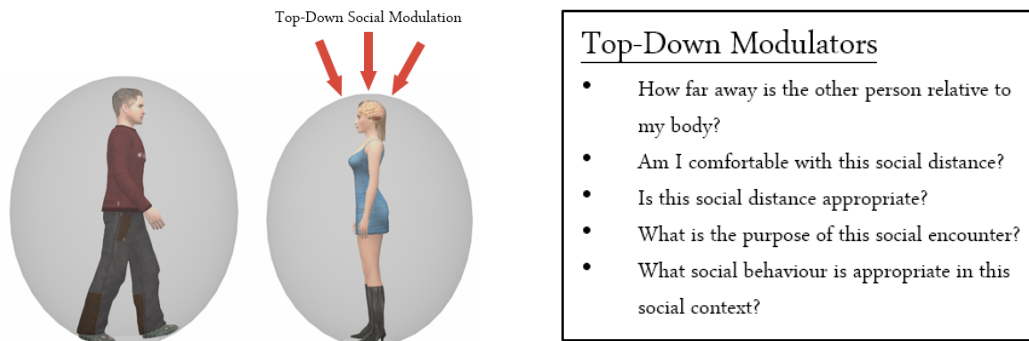 Top-Down Social Modulation
Top-Down Modulators
• How far away is the other person relative to
my body?
• Am I comfortable with this social distance?
• Is this social distance appropriate?
• What is the purpose of this social encounter?
• What social behaviour is appropriate in this
social context?